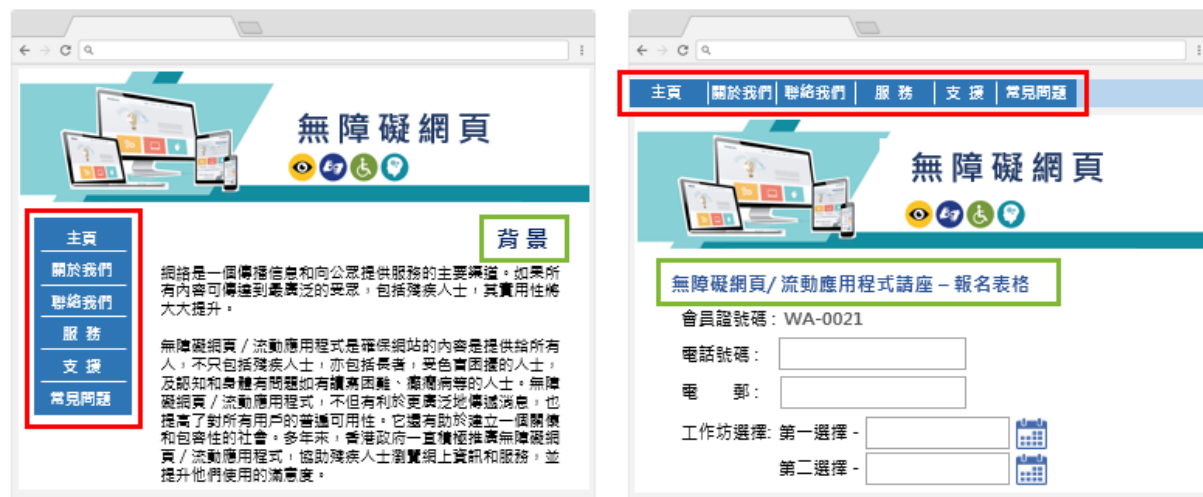 無障礙網頁
主頁
關於我們
聯絡我們
服務
支援
常見問題
背景
網絡是一個傳播信息和向公眾提供服務的主要渠道。如果所
有內容可傳達到最廣泛的受眾，包括殘疾人士，其實用性將
大大提升。
無障礙網頁 / 流動應用程式是確保網站的內容是提供給所有
人，不只包括殘疾人士，亦包括長者，受色盲困擾的人士，
及認知和身體有問題如有讀寫困難、癲癇病等的人士。無障
礙網頁 / 流動應用程式，不但有利於更廣泛地傳遞消息，也
提高了對所有用戶的普遍可用性。它還有助於建立一個關懷
和包容性的社會。多年來，香港政府一直積極推廣無障礙網
頁 / 流動應用程式，協助殘疾人士瀏覽網上資訊和服務，並
提升他們使用的滿意度。
主頁 關於我們 聯絡我們 服務 支援 常見問題
無障礙網頁
無障礙網頁/ 流動應用程式講座 – 報名表格
會員證號碼 : WA-0021
電話號碼 :
電郵 :
工作坊選擇: 第一選擇 -
第二選擇 -